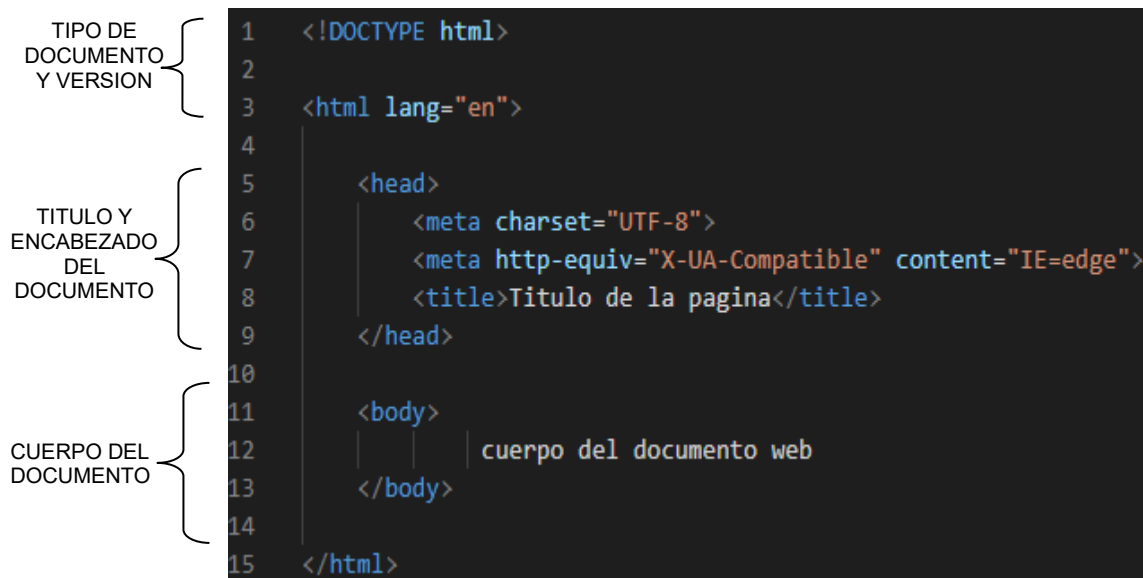 TIPO DE
DOCUMENTO
Y VERSION
TITULO Y
ENCABEZADO
DEL
DOCUMENTO
CUERPO DEL
DOCUMENTO
1 <!DOCTYPE html>
2
3 <html lang="en">
4
5 <head>
6 <meta charset="UTF-8">
7 <meta http-equiv="X-UA-Compatible" content="IE=edge">
8 <title>Titulo de la pagina</title>
9 </head>
10
11 <body>
12 cuerpo del documento web
13 </body>
14
15 </html>